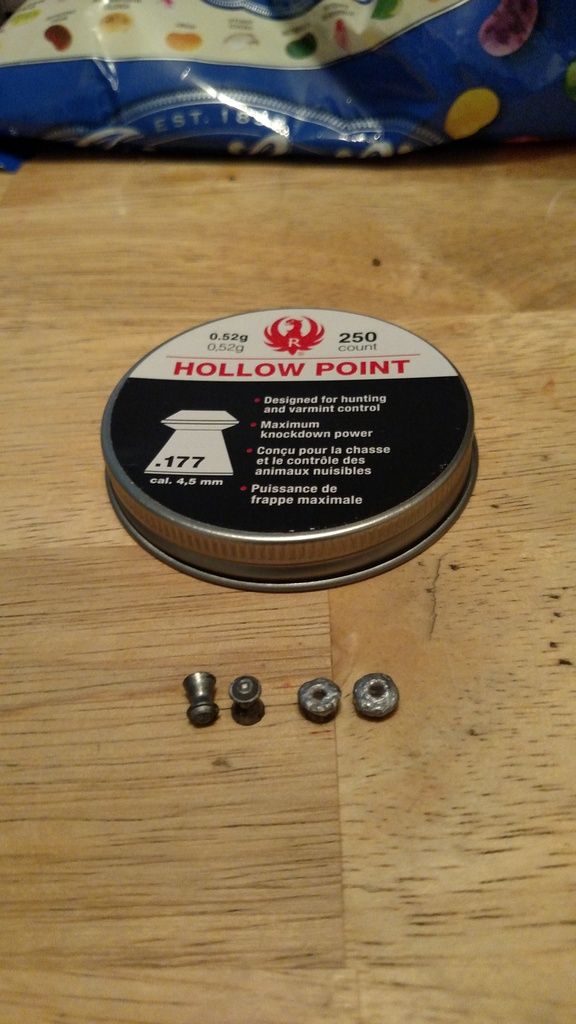 EST. 18
0.52g
0,52g
R
250
count
HOLLOW POINT
• Designed for hunting
and varmint control
• Maximum
knockdown power
• Conçu pour la chasse
et le contrôle des
animaux nuisibles
• Puissance de
frappe maximale
.177
cal. 4,5 mm